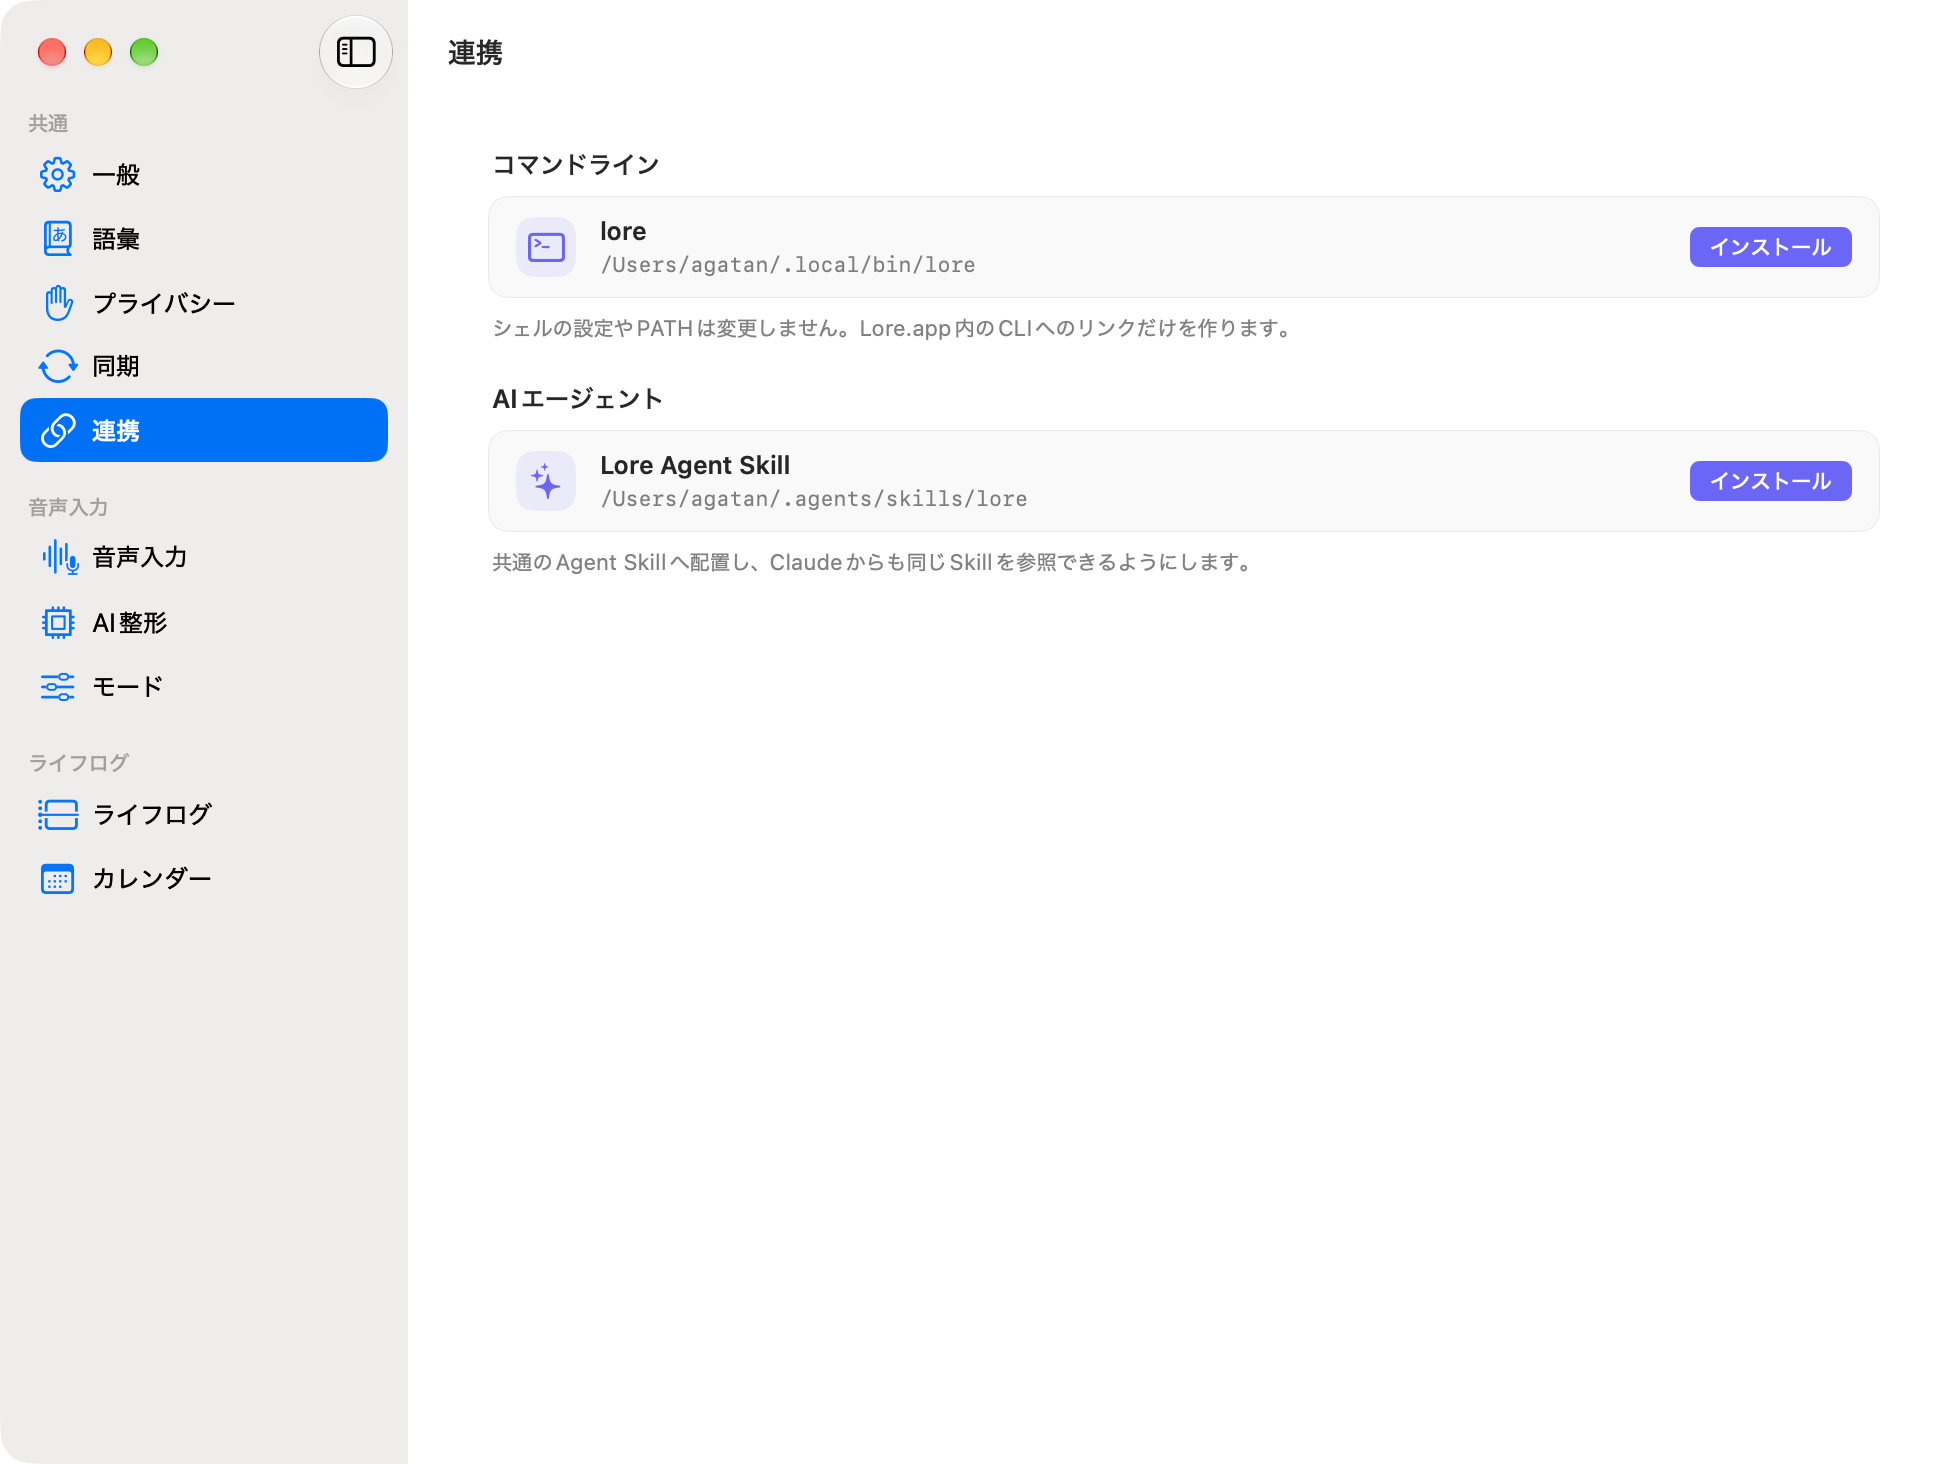 連携
共通
一般
語彙
プライバシー
同期
連携
音声入力
音声入力
AI整形
モード
ライフログ
ライフログ
カレンダー
コマンドライン
lore
/Users/agatan/.local/bin/lore
インストール
シェルの設定やPATHは変更しません。Lore.app内のCLIへのリンクだけを作ります。
AIエージェント
Lore Agent Skill
/Users/agatan/.agents/skills/lore
インストール
共通のAgent Skillへ配置し、Claudeからも同じSkillを参照できるようにします。